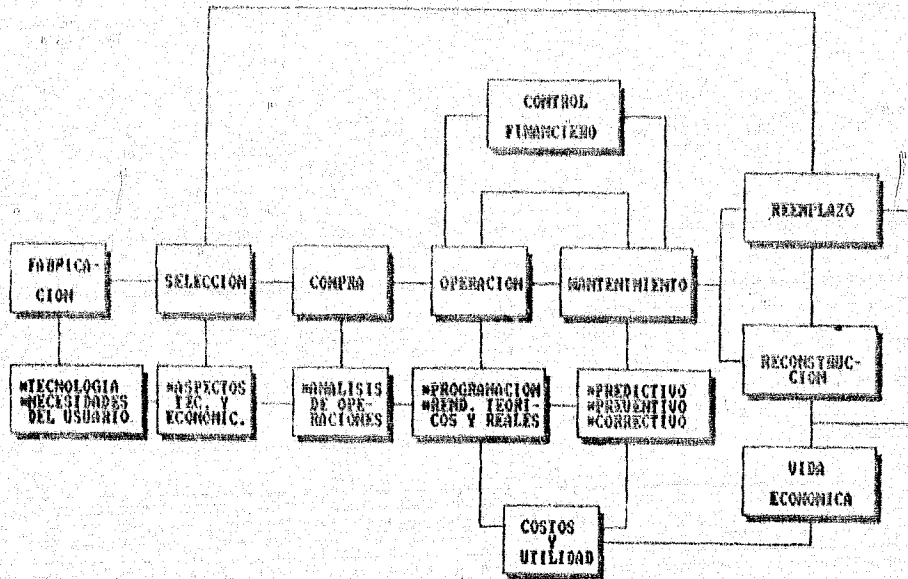 CONTROL
FINANCIERO
REEMPLAZO
FABRICA-
CION
SELECCION
COMPRA
OPERACION
MANTENIMIENTO
RECONSTRUC-
CION
*TECNOLOGIA
*NECESIDADES
DEL USUARIO.
*ASPECTOS
TEC. Y
ECONOMIC.
*ANALISIS
DE OPE-
RACIONES
*PROGRAMACION
*REND. TEORI-
COS Y REALES
*PREDICTIVO
*PREVENTIVO
*CORRECTIVO
VIDA
ECONOMICA
COSTOS
Y
UTILIDAD